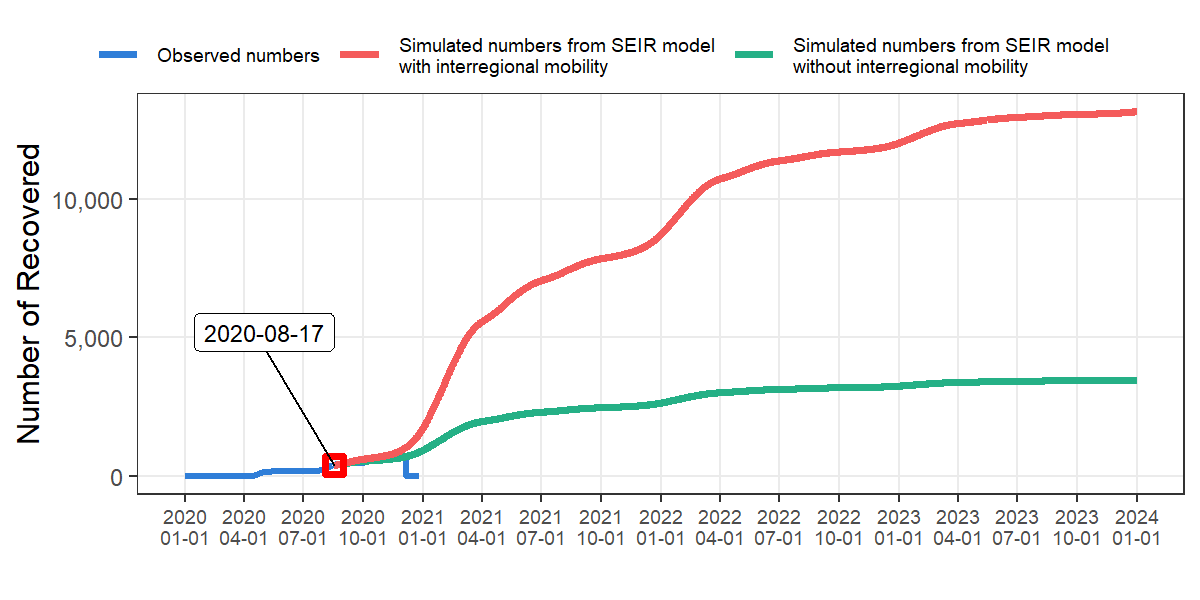 Observed numbers
Simulated numbers from SEIR model
with interregional mobility
Simulated numbers from SEIR model
without interregional mobility
Number of Recovered
10,000
5,000
0
2020-08-17
2020 2020 2020 2020 2021 2021 2021 2021 2022 2022 2022 2022 2023 2023 2023 2023 2024
01-01 04-01 07-01 10-01 01-01 04-01 07-01 10-01 01-01 04-01 07-01 10-01 01-01 04-01 07-01 10-01 01-01